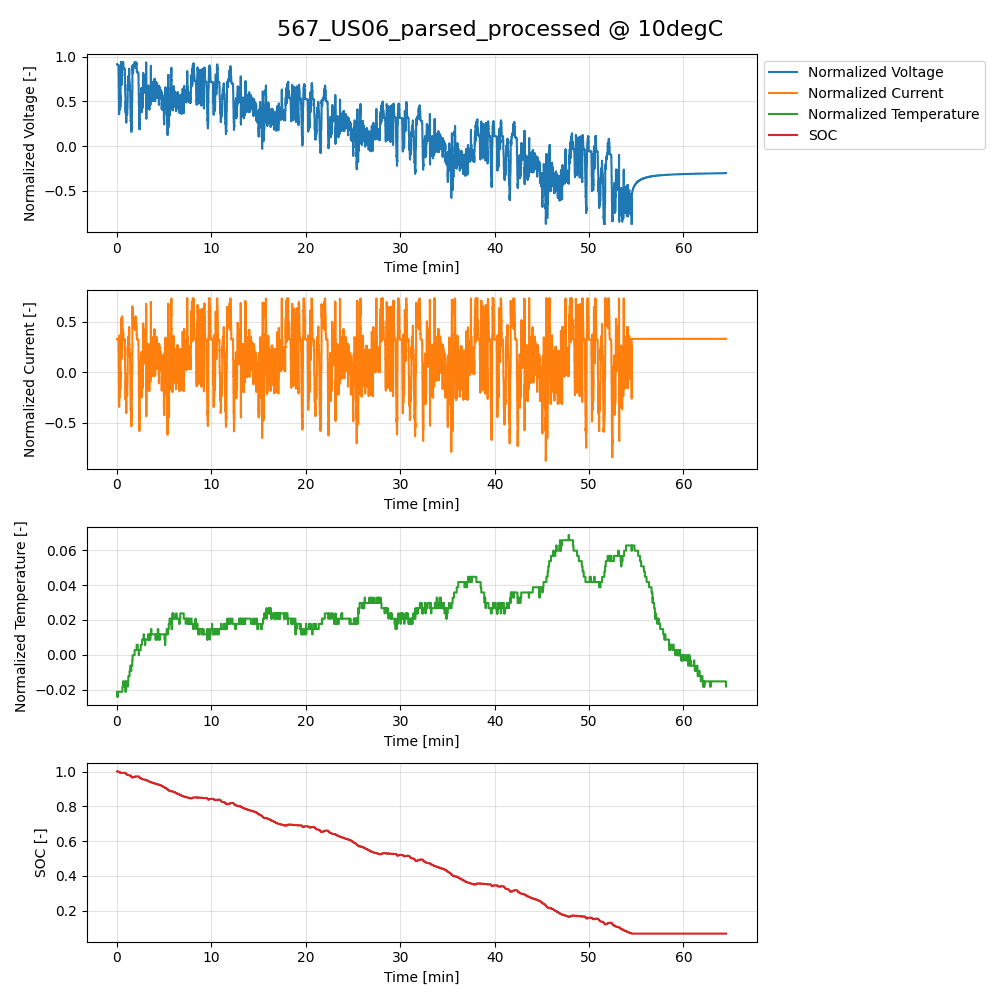 567_US06_parsed_processed @ 10degC
Normalized Voltage [-]
1.0
0.5
0.0
−0.5
0 10 20 30 40 50 60
Time [min]
Normalized Voltage
Normalized Current
Normalized Temperature
SOC
Normalized Current [-]
0.5
0.0
−0.5
0 10 20 30 40 50 60
Time [min]
Normalized Temperature [-]
0.06
0.04
0.02
0.00
−0.02
0 10 20 30 40 50 60
Time [min]
SOC [-]
1.0
0.8
0.6
0.4
0.2
0 10 20 30 40 50 60
Time [min]